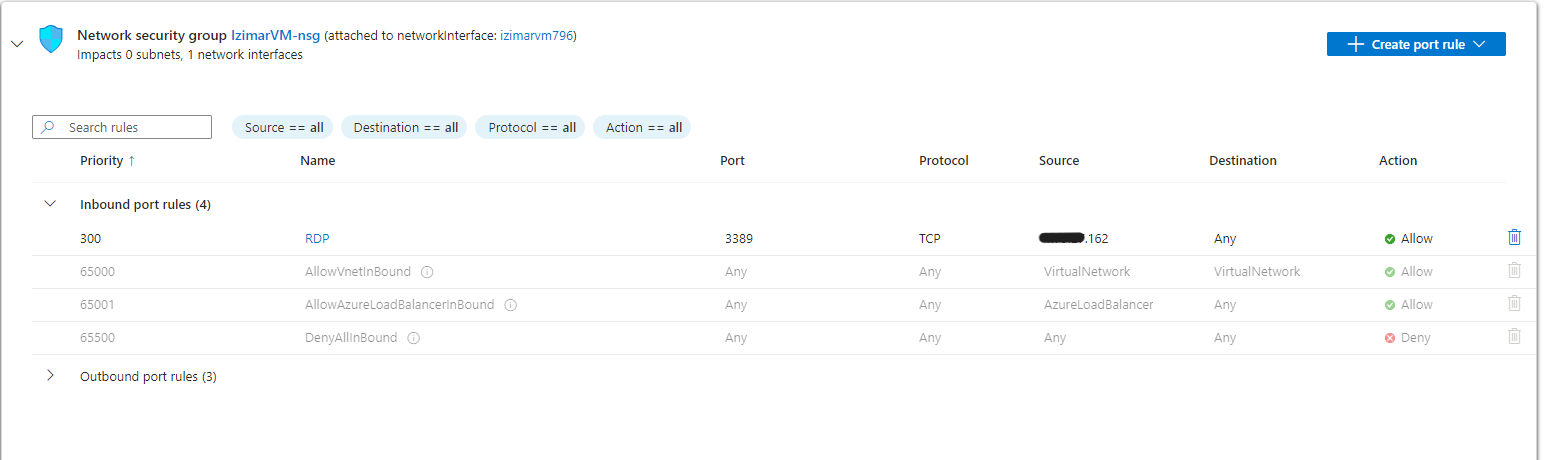 Network security group IzimarVM-nsg (attached to networkInterface: izimarvm796)
Impacts 0 subnets, 1 network interfaces
Create port rule
Search rules
Source == all
Destination == all
Protocol == all
Action == all
Priority ↑ Name Port Protocol Source Destination Action
Inbound port rules (4)
300 RDP 3389 TCP .162 Any Allow
65000 AllowVnetInBound Any Any VirtualNetwork VirtualNetwork Allow
65001 AllowAzureLoadBalancerInBound Any Any AzureLoadBalancer Any Allow
65500 DenyAllInBound Any Any Any Any Deny
Outbound port rules (3)